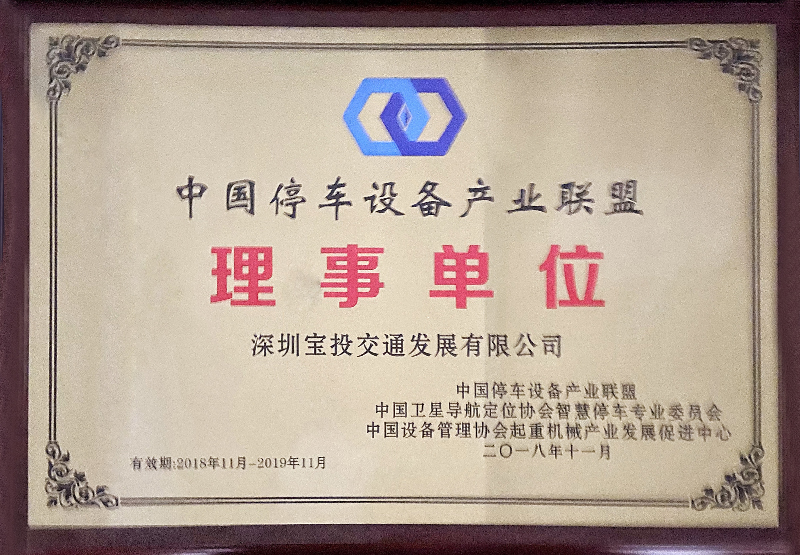 中国停车设备产业联盟
理事单位
深圳宝投交通发展有限公司
中国停车设备产业联盟
中国卫星导航定位协会智慧停车专业委员会
中国设备管理协会起重机械产业发展促进中心
二〇一八年十一月
有效期:2018年11月-2019年11月